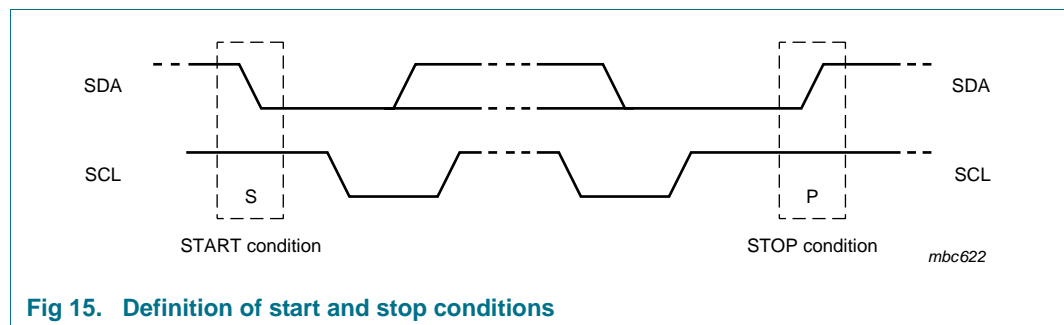 SDA SDA
SCL SCL
S P
START condition STOP condition
mbc622
Fig 15. Definition of start and stop conditions